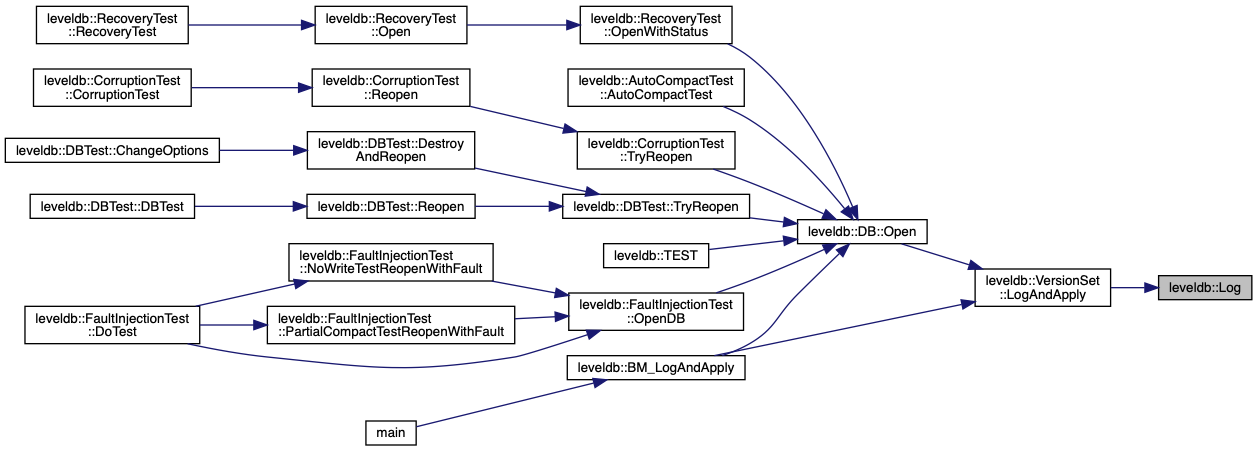 leveldb::RecoveryTest
::RecoveryTest
leveldb::RecoveryTest
::Open
leveldb::RecoveryTest
::OpenWithStatus
leveldb::CorruptionTest
::CorruptionTest
leveldb::CorruptionTest
::Reopen
leveldb::AutoCompactTest
::AutoCompactTest
leveldb::DBTest::ChangeOptions
leveldb::DBTest::Destroy
AndReopen
leveldb::CorruptionTest
::TryReopen
leveldb::DBTest::DBTest
leveldb::DBTest::Reopen
leveldb::DBTest::TryReopen
leveldb::DB::Open
leveldb::TEST
leveldb::FaultInjectionTest
::NoWriteTestReopenWithFault
leveldb::VersionSet
::LogAndApply
leveldb::Log
leveldb::FaultInjectionTest
::DoTest
leveldb::FaultInjectionTest
::PartialCompactTestReopenWithFault
leveldb::FaultInjectionTest
::OpenDB
leveldb::BM_LogAndApply
main